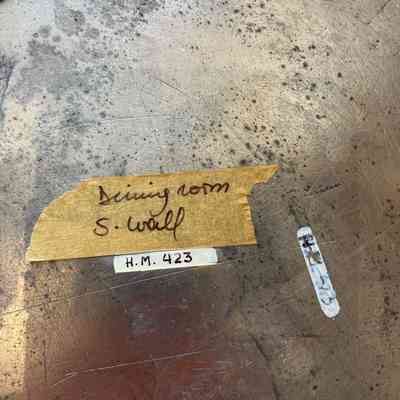 Dining room
S. Wall
H.M. 423